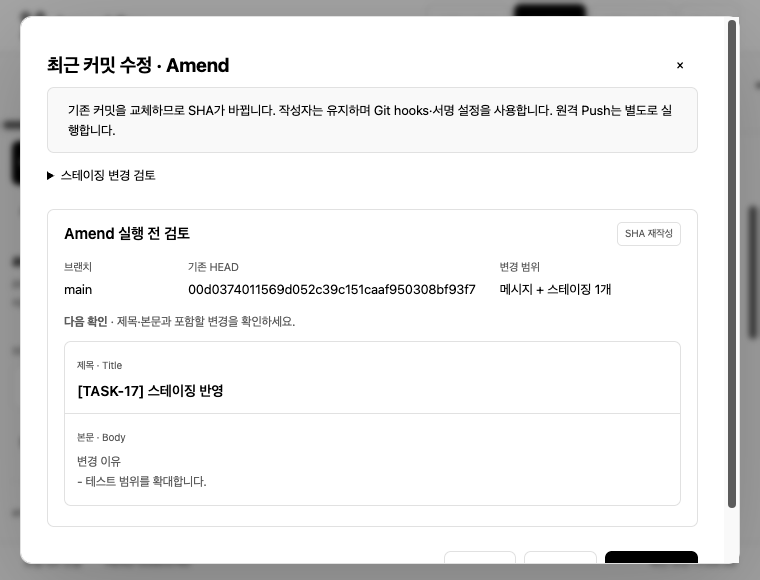 최근 커밋 수정 · Amend
×
기존 커밋을 교체하므로 SHA가 바뀝니다. 작성자는 유지하며 Git hooks·서명 설정을 사용합니다. 원격 Push는 별도로 실
행합니다.
▶ 스테이징 변경 검토
Amend 실행 전 검토
SHA 재작성
브랜치
기존 HEAD
변경 범위
main
00d0374011569d052c39c151caaf950308bf93f7
메시지 + 스테이징 1개
다음 확인 · 제목·본문과 포함할 변경을 확인하세요.
제목 · Title
[TASK-17] 스테이징 반영
본문 · Body
변경 이유
- 테스트 범위를 확대합니다.